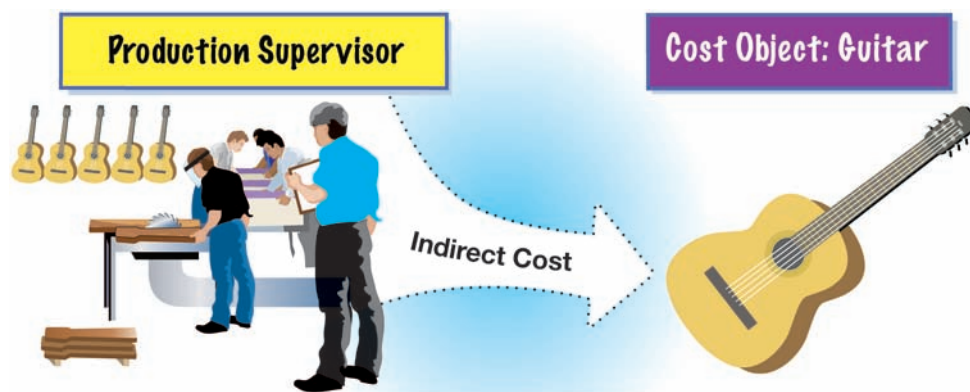 Production Supervisor
Cost Object: Guitar
Indirect Cost